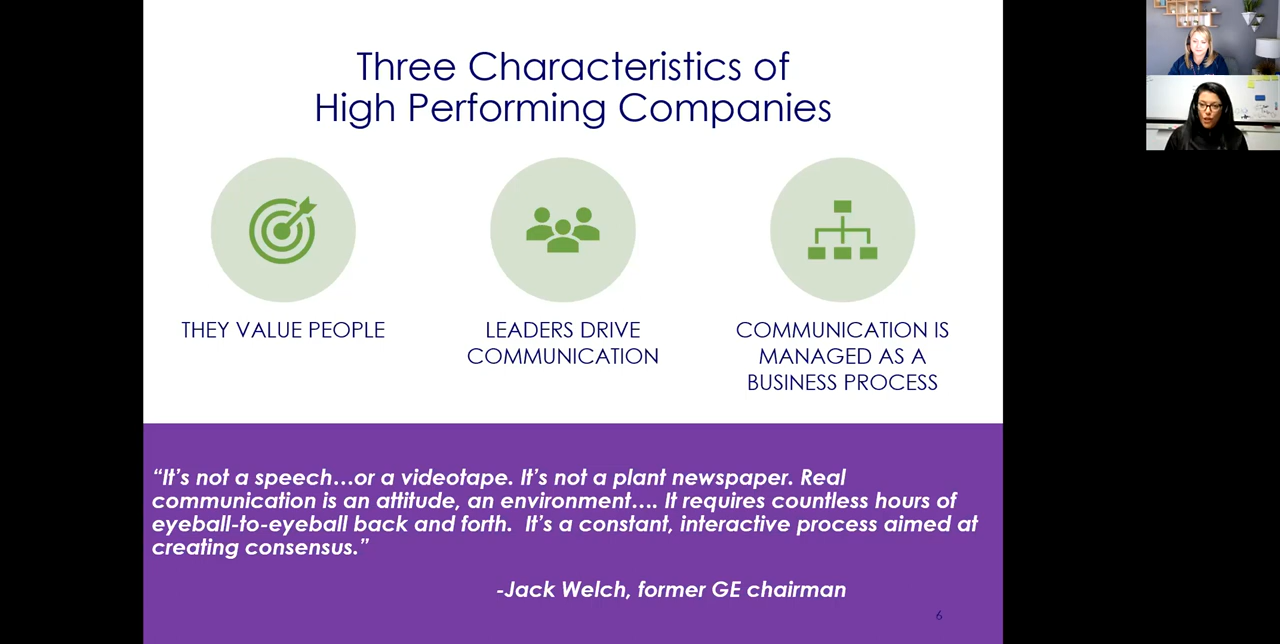 Three Characteristics of
High Performing Companies
THEY VALUE PEOPLE
LEADERS DRIVE
COMMUNICATION
COMMUNICATION IS
MANAGED AS A
BUSINESS PROCESS
“It’s not a speech…or a videotape. It’s not a plant newspaper. Real
communication is an attitude, an environment…. It requires countless hours of
eyeball-to-eyeball back and forth.  It’s a constant, interactive process aimed at
creating consensus.”
-Jack Welch, former GE chairman
6